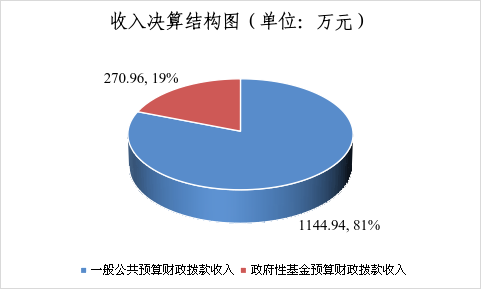 收入决算结构图（单位：万元）
270.96, 19%
1144.94, 81%
一般公共预算财政拨款收入 政府性基金预算财政拨款收入